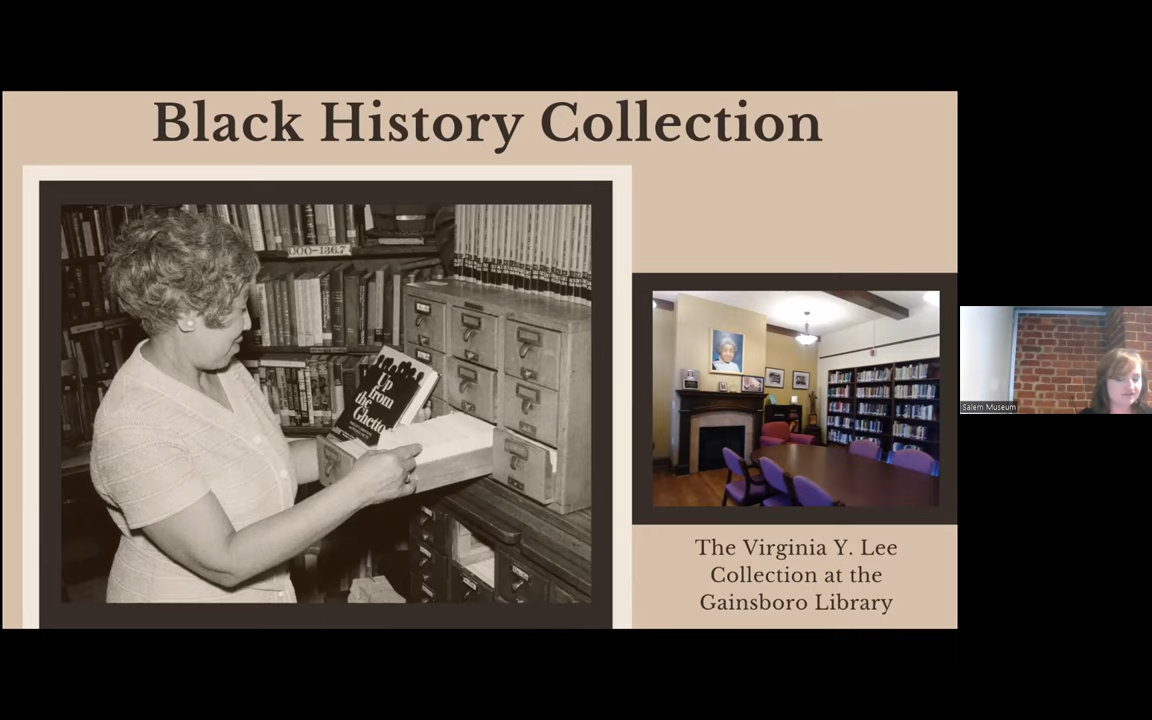 Black History Collection
000-136.7
Up
from
the
Ghetto
The Virginia Y. Lee
Collection at the
Gainsboro Library
Salem Museum